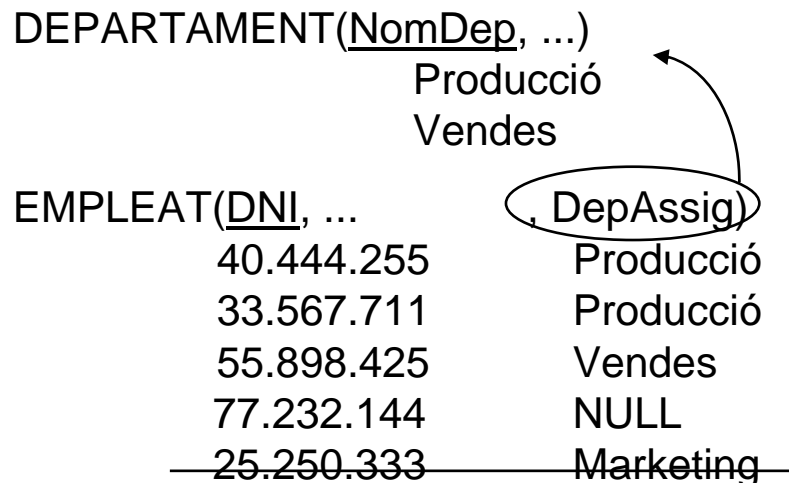 DEPARTAMENT(NomDep, ...)
Producció
Vendes
EMPLEAT(DNI, ... , DepAssig)
40.444.255 Producció
33.567.711 Producció
55.898.425 Vendes
77.232.144 NULL
25.250.333 Marketing